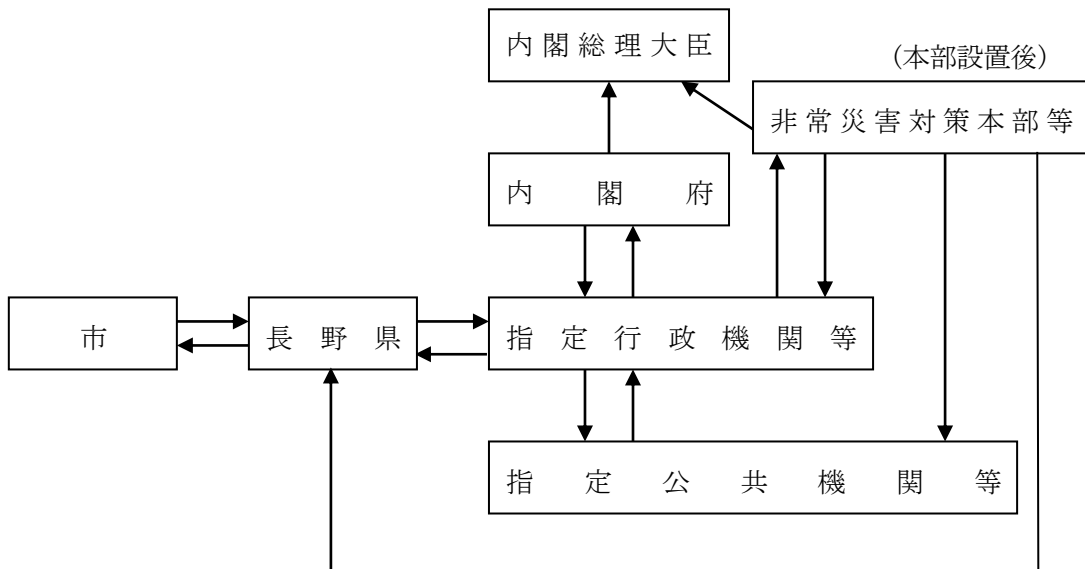 内閣総理大臣
（本部設置後）
非常災害対策本部等
内閣府
市
長野県
指定行政機関等
指定公共機関等